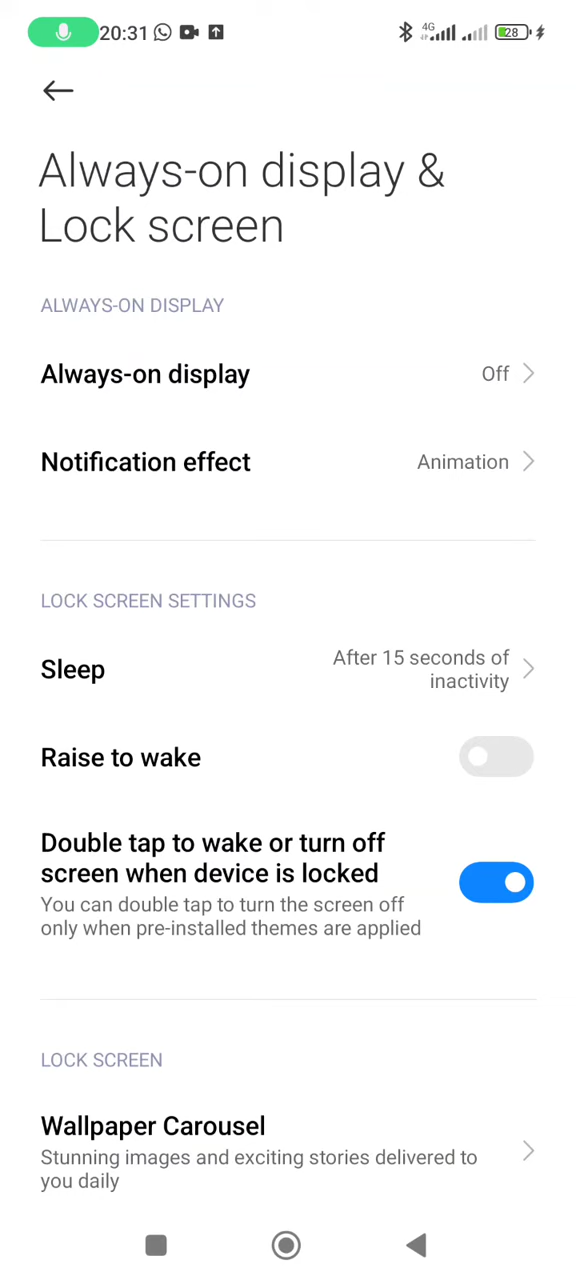 20:31
4G
28
Always-on display &
Lock screen
ALWAYS-ON DISPLAY
Always-on display
Off
Notification effect
Animation
LOCK SCREEN SETTINGS
Sleep
After 15 seconds of
inactivity
Raise to wake
Double tap to wake or turn off
screen when device is locked
You can double tap to turn the screen off
only when pre-installed themes are applied
LOCK SCREEN
Wallpaper Carousel
Stunning images and exciting stories delivered to
you daily